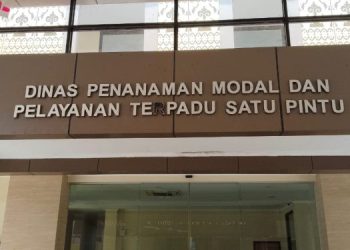 DINAS PENANAMAN MODAL DAN
PELAYANAN TERPADU SATU PINTU